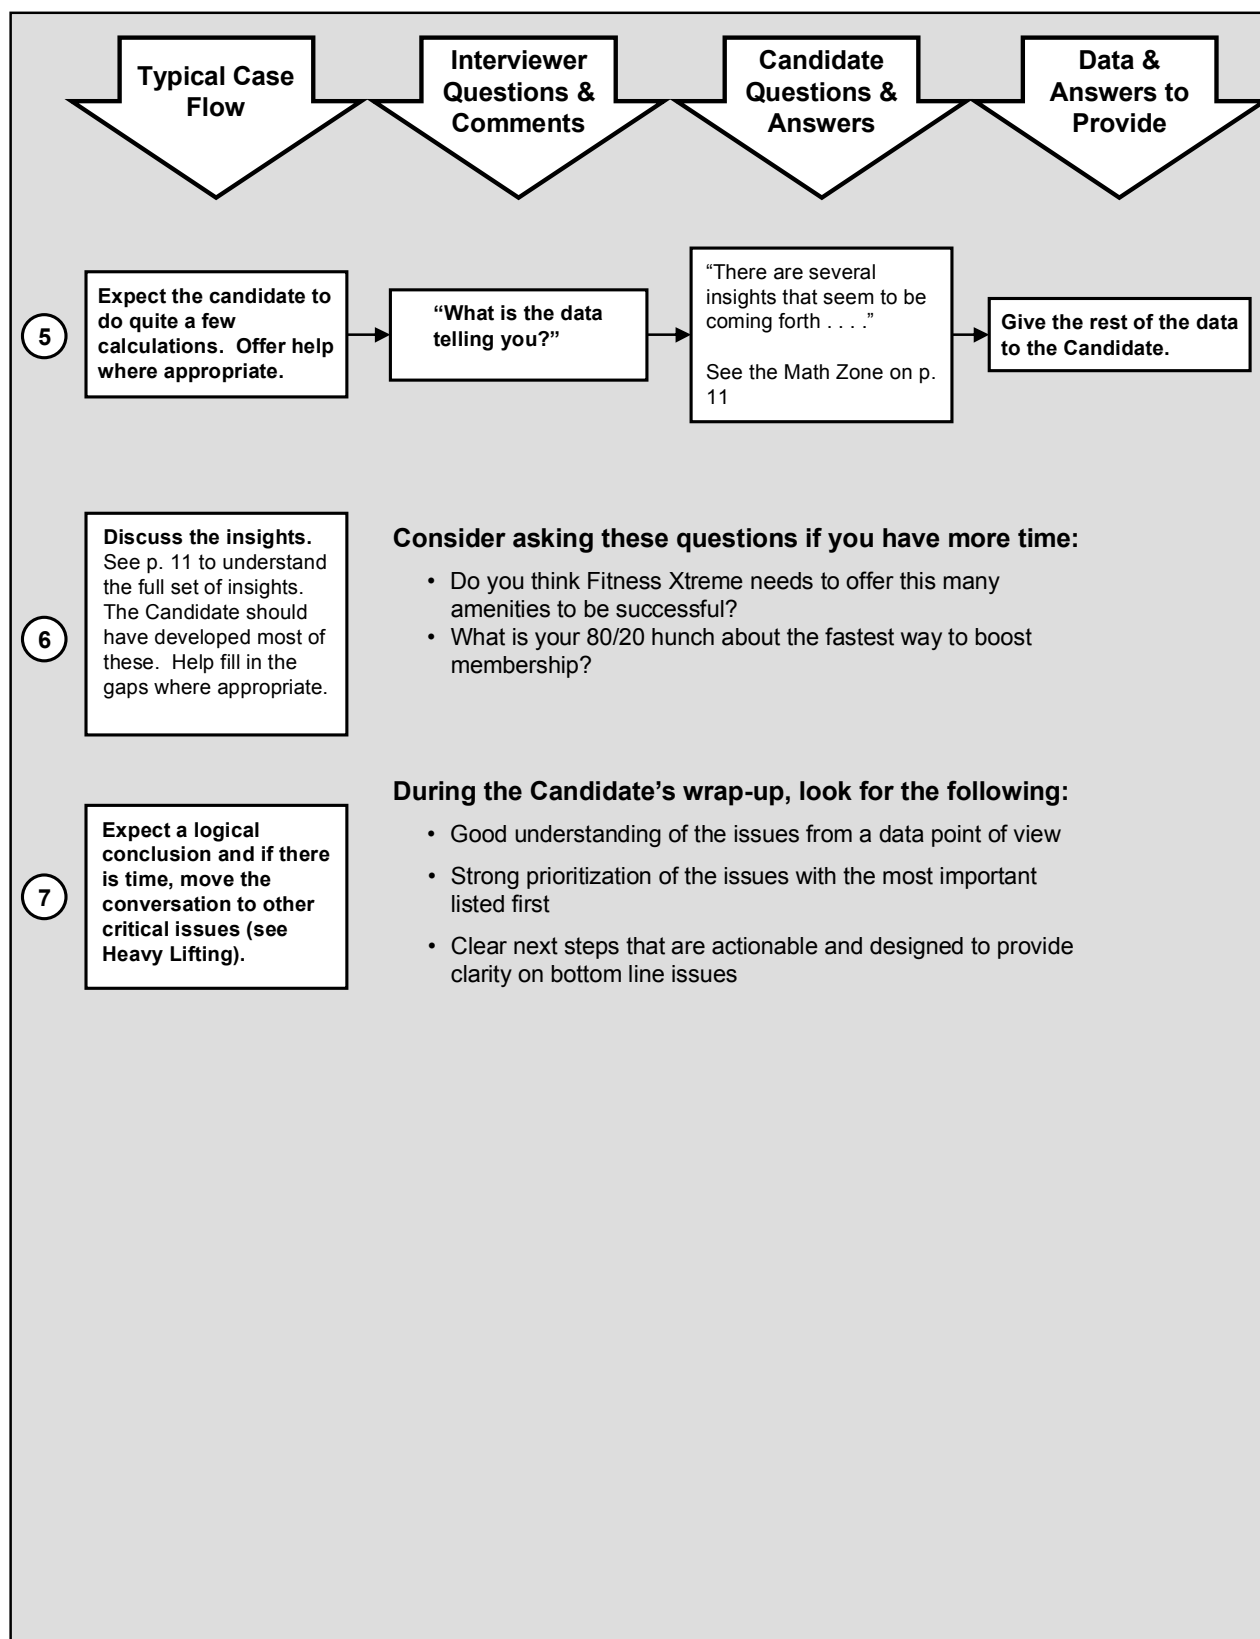 Typical Case
Flow
Interviewer
Questions &
Comments
Candidate
Questions &
Answers
Data &
Answers to
Provide
5
Expect the candidate to
do quite a few
calculations.  Offer help
where appropriate.
“What is the data
telling you?”
“There are several
insights that seem to be
coming forth . . . .”
See the Math Zone on p.
11
Give the rest of the data
to the Candidate.
6
Discuss the insights.
See p. 11 to understand
the full set of insights.
The Candidate should
have developed most of
these.  Help fill in the
gaps where appropriate.
Consider asking these questions if you have more time:
• Do you think Fitness Xtreme needs to offer this many
amenities to be successful?
• What is your 80/20 hunch about the fastest way to boost
membership?
7
Expect a logical
conclusion and if there
is time, move the
conversation to other
critical issues (see
Heavy Lifting).
During the Candidate’s wrap-up, look for the following:
• Good understanding of the issues from a data point of view
• Strong prioritization of the issues with the most important
listed first
• Clear next steps that are actionable and designed to provide
clarity on bottom line issues